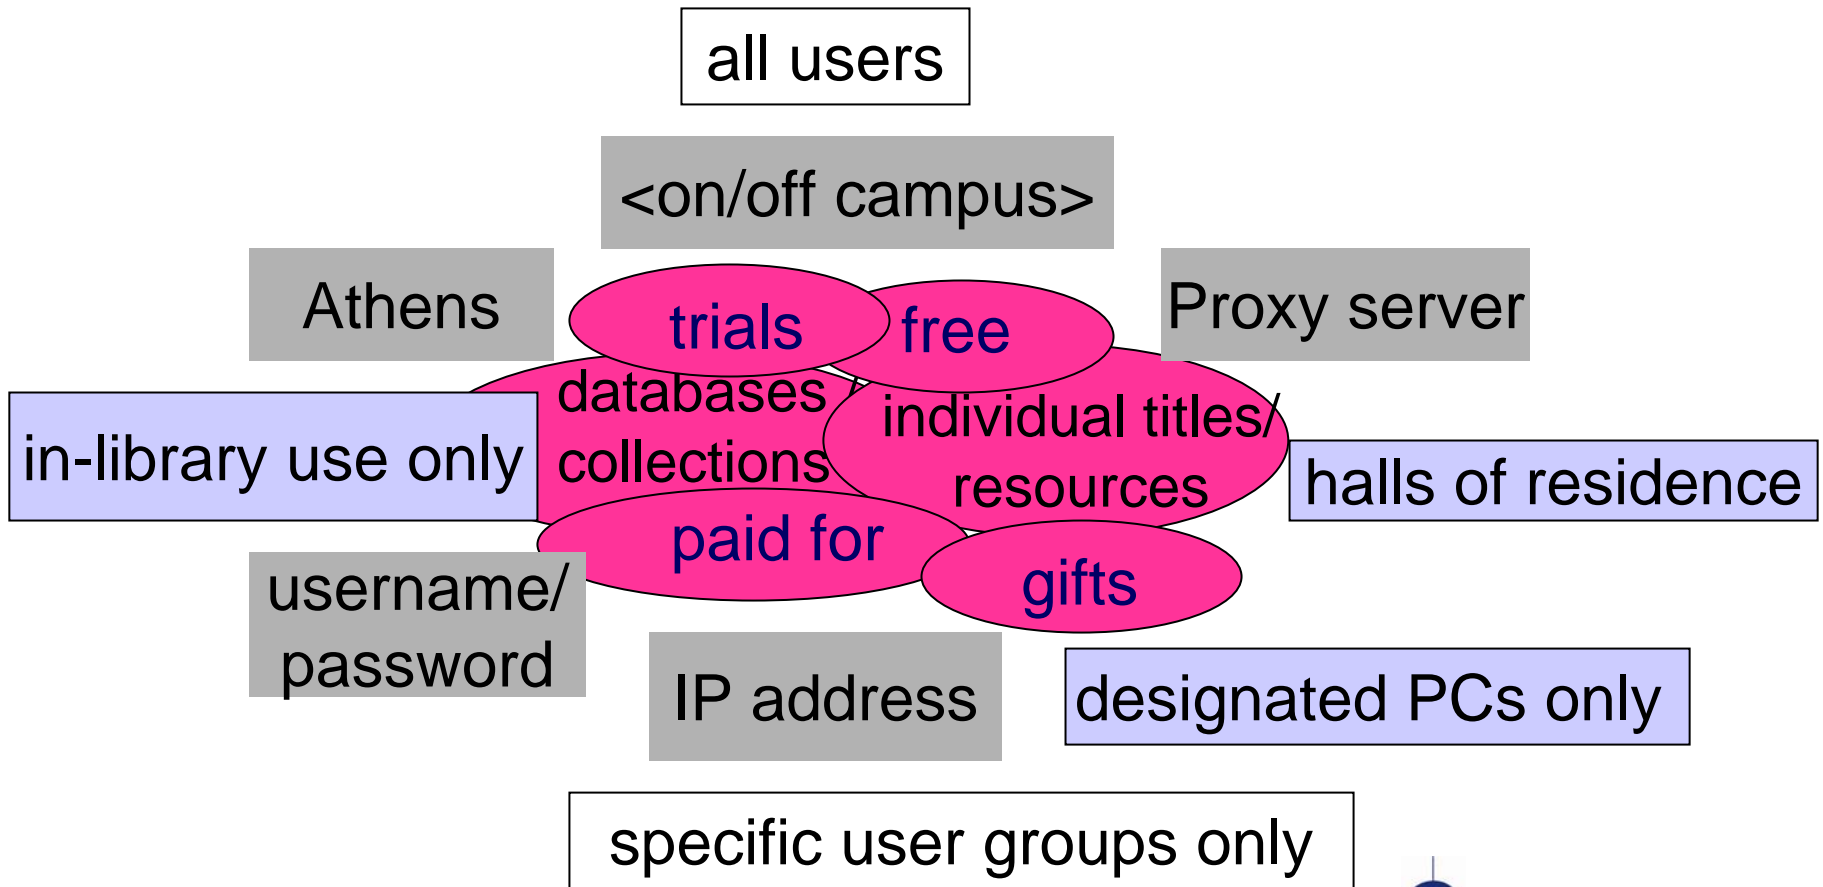 all users
<on/off campus>
Athens
Proxy server
trials
free
databases /
collections
individual titles/
resources
in-library use only
halls of residence
paid for
gifts
username/
password
IP address
designated PCs only
specific user groups only